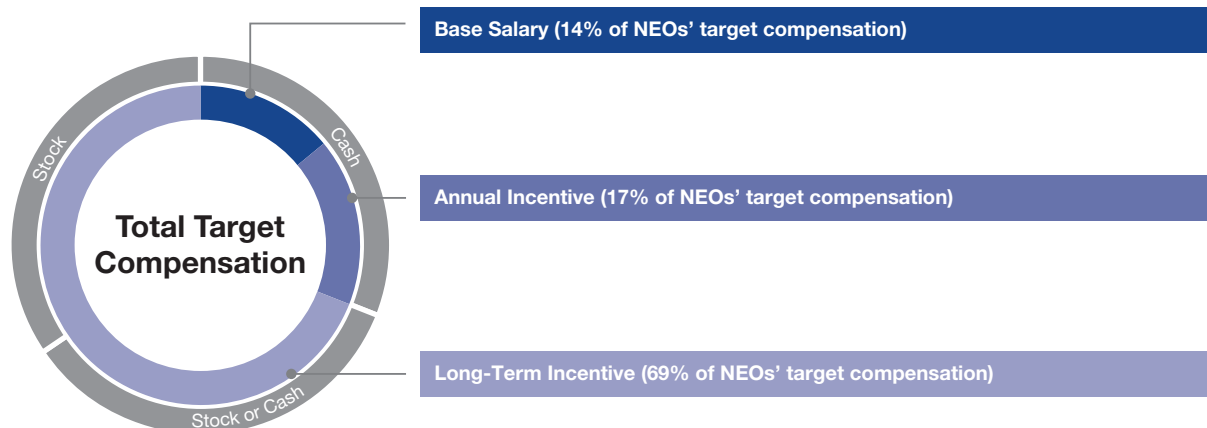 Base Salary (14% of NEOs’ target compensation)
Stock
Cash
Annual Incentive (17% of NEOs’ target compensation)
Total Target
Compensation
Long-Term Incentive (69% of NEOs’ target compensation)
Stock or Cash